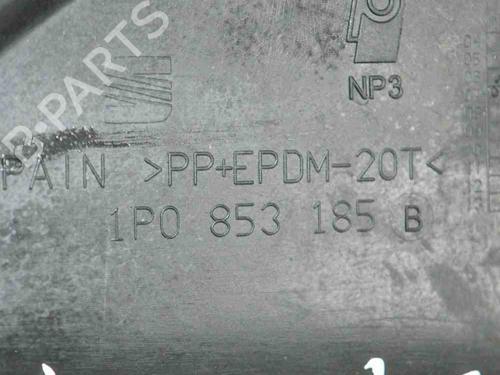 B-PARTS
NP3
PAIN >PP+EPDM-20T<
1P0 853 185 B